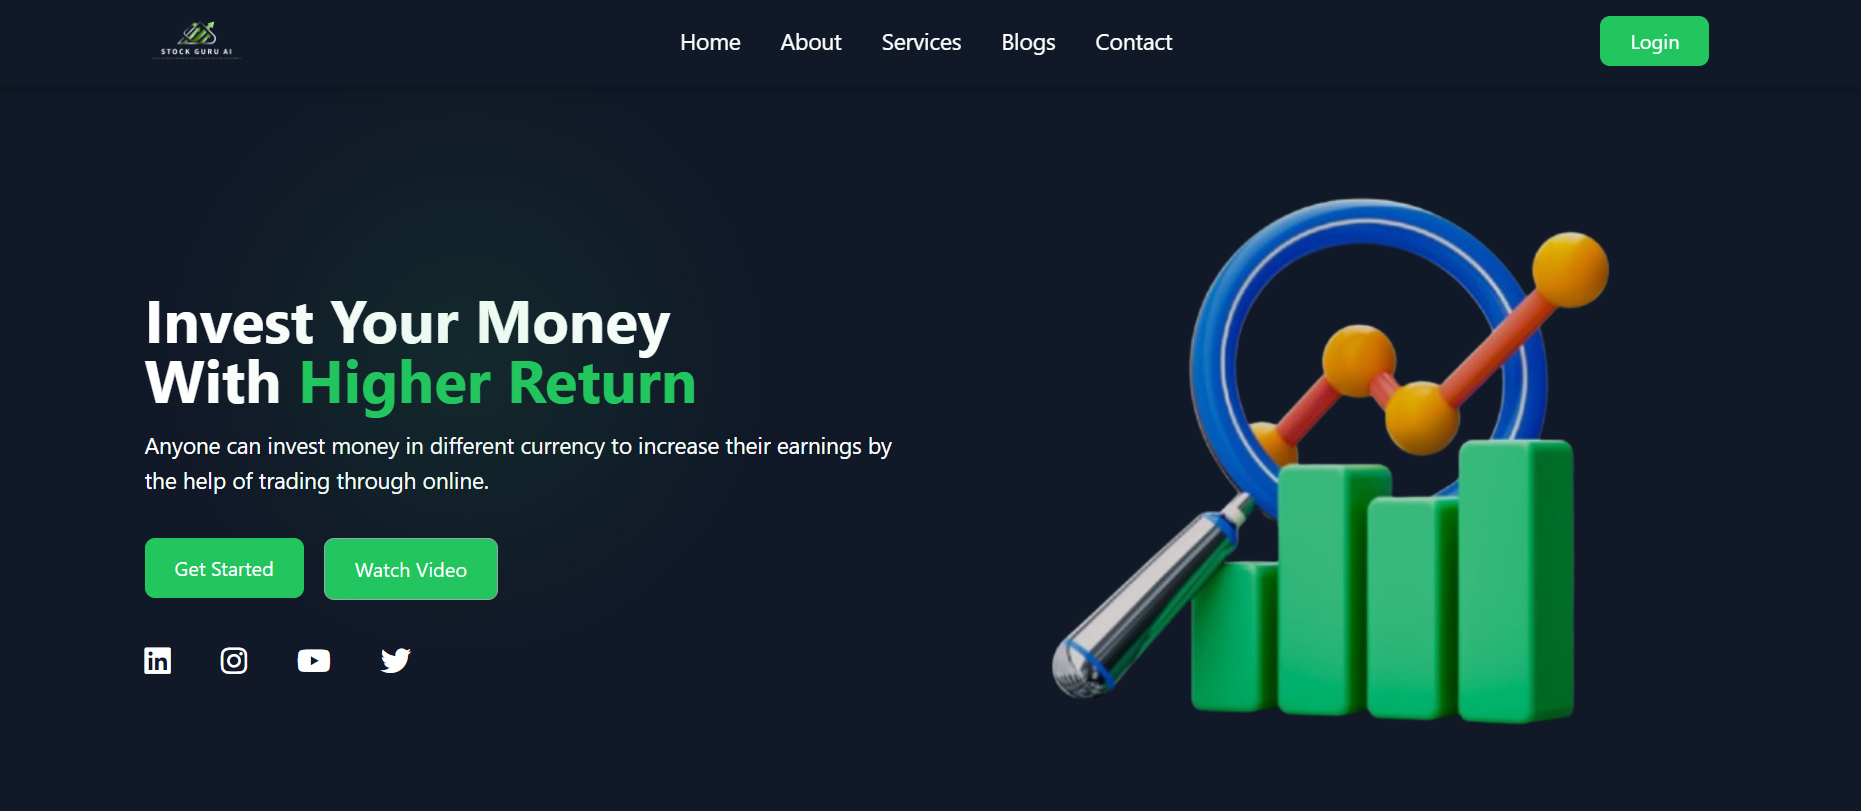 STOCK GURU AI
Home About Services Blogs Contact
Login
Invest Your Money
With Higher Return
Anyone can invest money in different currency to increase their earnings by
the help of trading through online.
Get Started
Watch Video